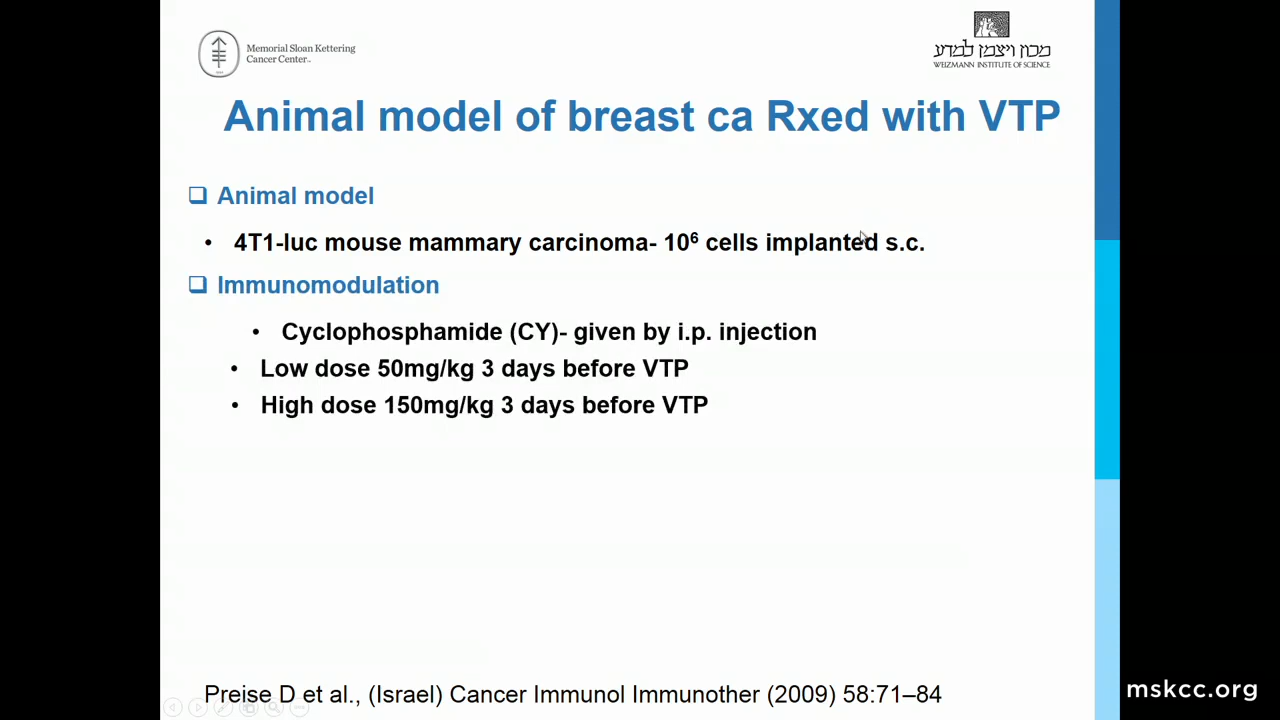 Memorial Sloan Kettering
Cancer Center
מכון ויצמן למדע
WEIZMANN INSTITUTE OF SCIENCE
Animal model of breast ca Rxed with VTP
Animal model
• 4T1-luc mouse mammary carcinoma- 10⁶ cells implanted s.c.
Immunomodulation
• Cyclophosphamide (CY)- given by i.p. injection
• Low dose 50mg/kg 3 days before VTP
• High dose 150mg/kg 3 days before VTP
Preise D et al., (Israel) Cancer Immunol Immunother (2009) 58:71–84
mskcc.org